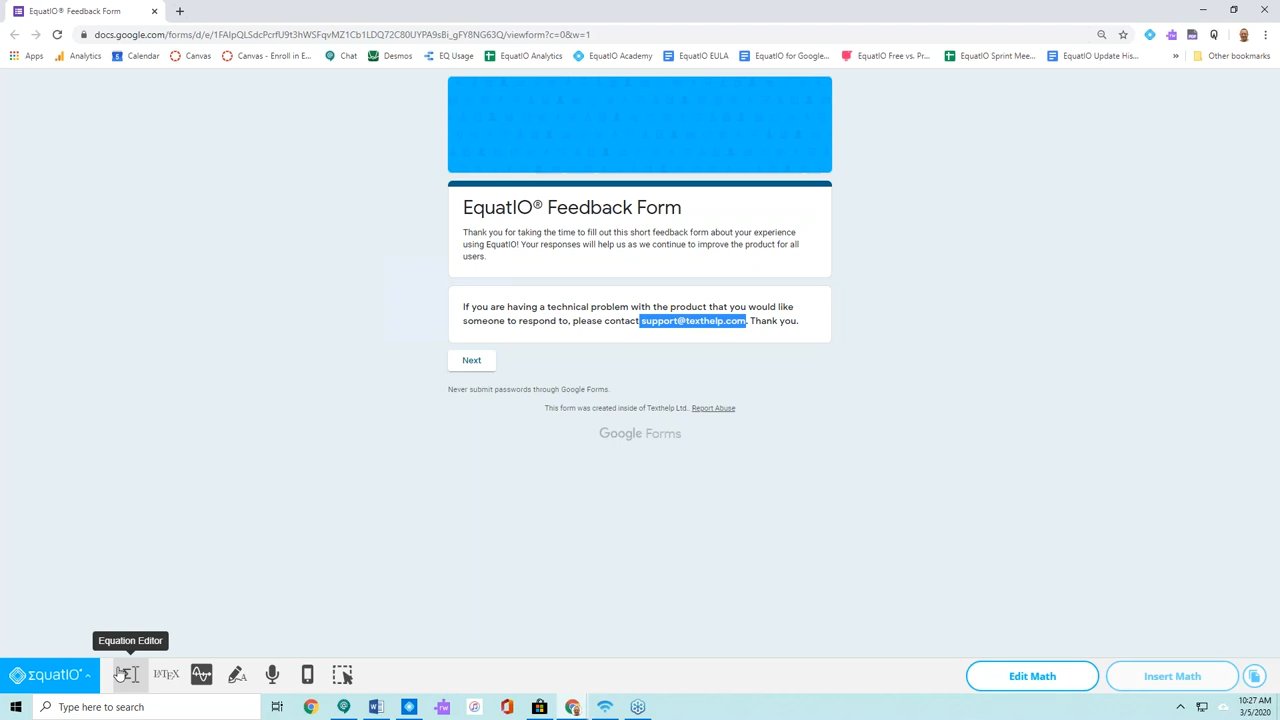 EquatIO Feedback Form
docs.google.com/forms/d/e/1FAIpQLSdcPcrfU9t3hWSFqvMZ1Cb1LDQ72C80UYPA9sBi_gFY8NG63Q/viewform?c=0&w=1
Apps Analytics Calendar Canvas Canvas - Enroll in E... Chat Desmos EQ Usage EquatIO Analytics EquatIO Academy EquatIO EULA EquatIO for Google... EquatIO Free vs. Pr... EquatIO Sprint Mee... EquatIO Update His... » Other bookmarks
EquatIO® Feedback Form
Thank you for taking the time to fill out this short feedback form about your experience
using EquatIO! Your responses will help us as we continue to improve the product for all
users.
If you are having a technical problem with the product that you would like
someone to respond to, please contact support@texthelp.com. Thank you.
Next
Never submit passwords through Google Forms.
This form was created inside of Texthelp Ltd.. Report Abuse
Google Forms
Equation Editor
EquatIO LATEX Edit Math Insert Math
Type here to search
10:27 AM
3/5/2020